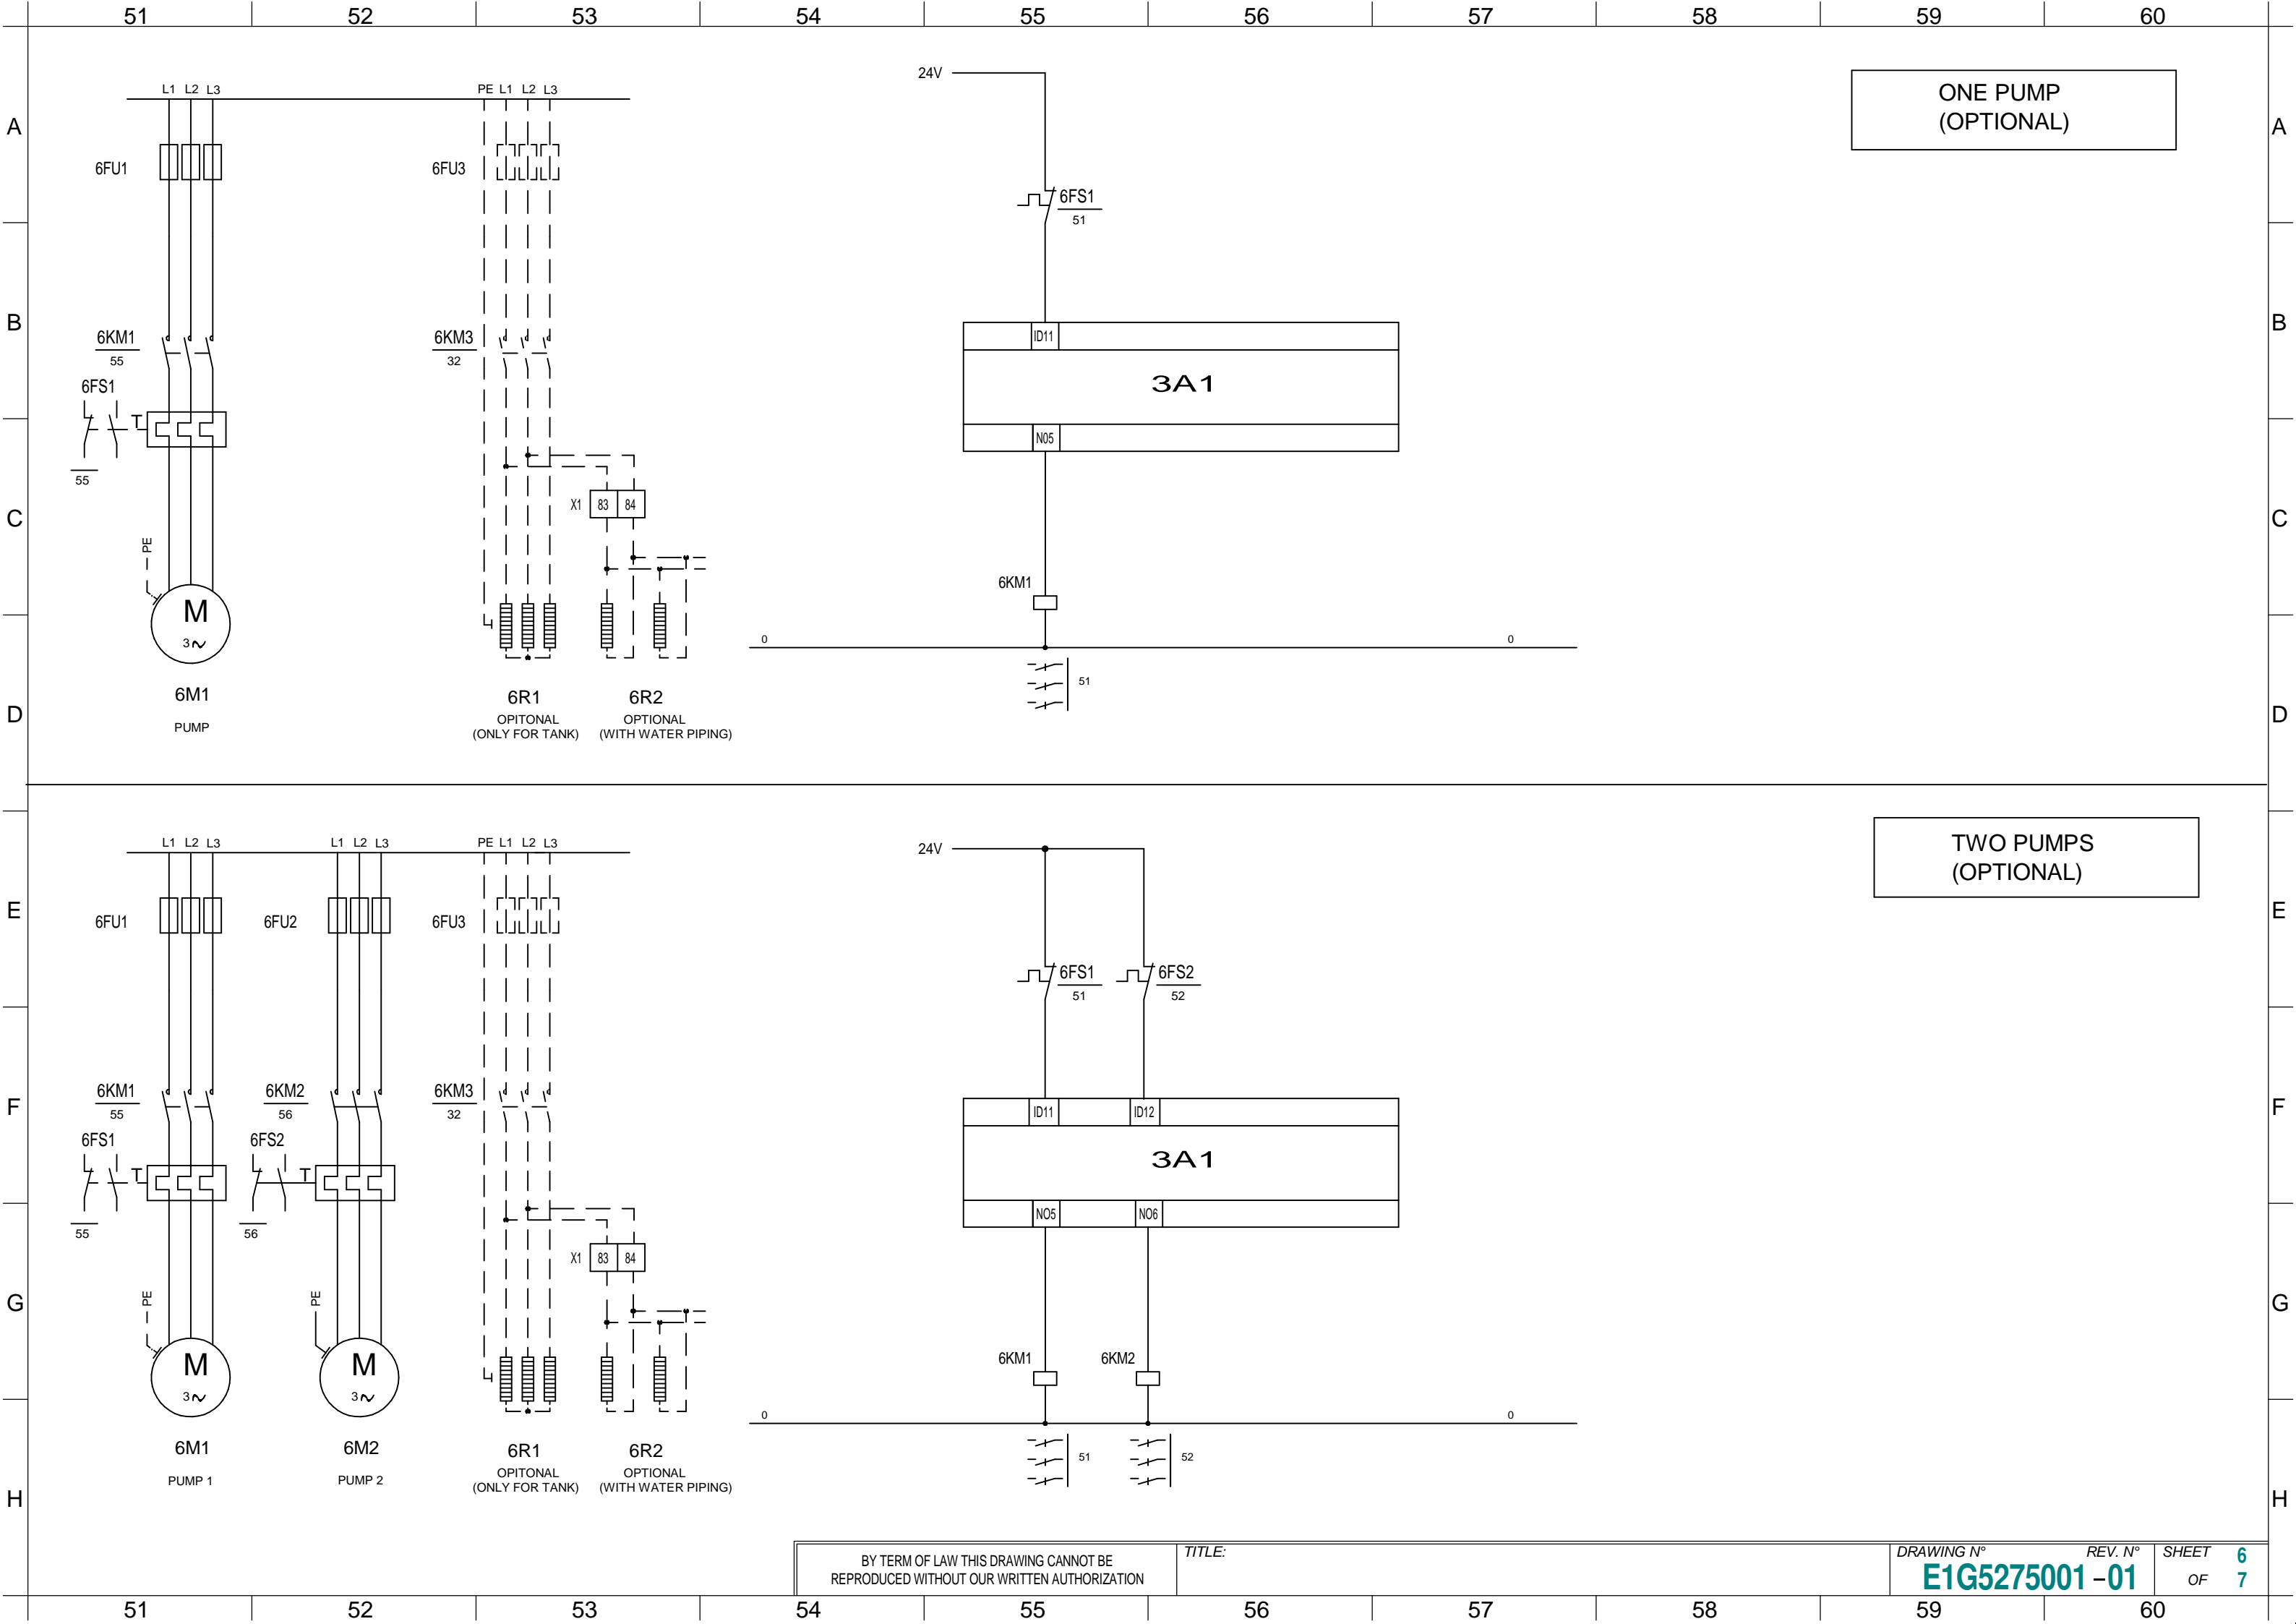 51 52 53 54 55 56 57 58 59 60
A A
B B
C C
D D
E E
F F
G G
H H
L1 L2 L3
PE L1 L2 L3
24V
ONE PUMP
(OPTIONAL)
6FU1
6FU3
6FS1
51
6KM1
55
6KM3
32
6FS1
55
ID11
3A1
N05
X1 83 84
PE
6KM1
M
3
0 0
51
6M1
PUMP
6R1
OPITONAL
(ONLY FOR TANK)
6R2
OPTIONAL
(WITH WATER PIPING)
L1 L2 L3
L1 L2 L3
PE L1 L2 L3
24V
TWO PUMPS
(OPTIONAL)
6FU1
6FU2
6FU3
6FS1
51
6FS2
52
6KM1
55
6KM2
56
6KM3
32
6FS1
55
6FS2
56
ID11
ID12
3A1
NO5
NO6
X1 83 84
PE
PE
6KM1
6KM2
M
3
M
3
0 0
51
52
6M1
PUMP 1
6M2
PUMP 2
6R1
OPITONAL
(ONLY FOR TANK)
6R2
OPTIONAL
(WITH WATER PIPING)
BY TERM OF LAW THIS DRAWING CANNOT BE
REPRODUCED WITHOUT OUR WRITTEN AUTHORIZATION
TITLE:
DRAWING N° REV. N°
E1G5275001-01
SHEET 6
OF 7
51 52 53 54 55 56 57 58 59 60